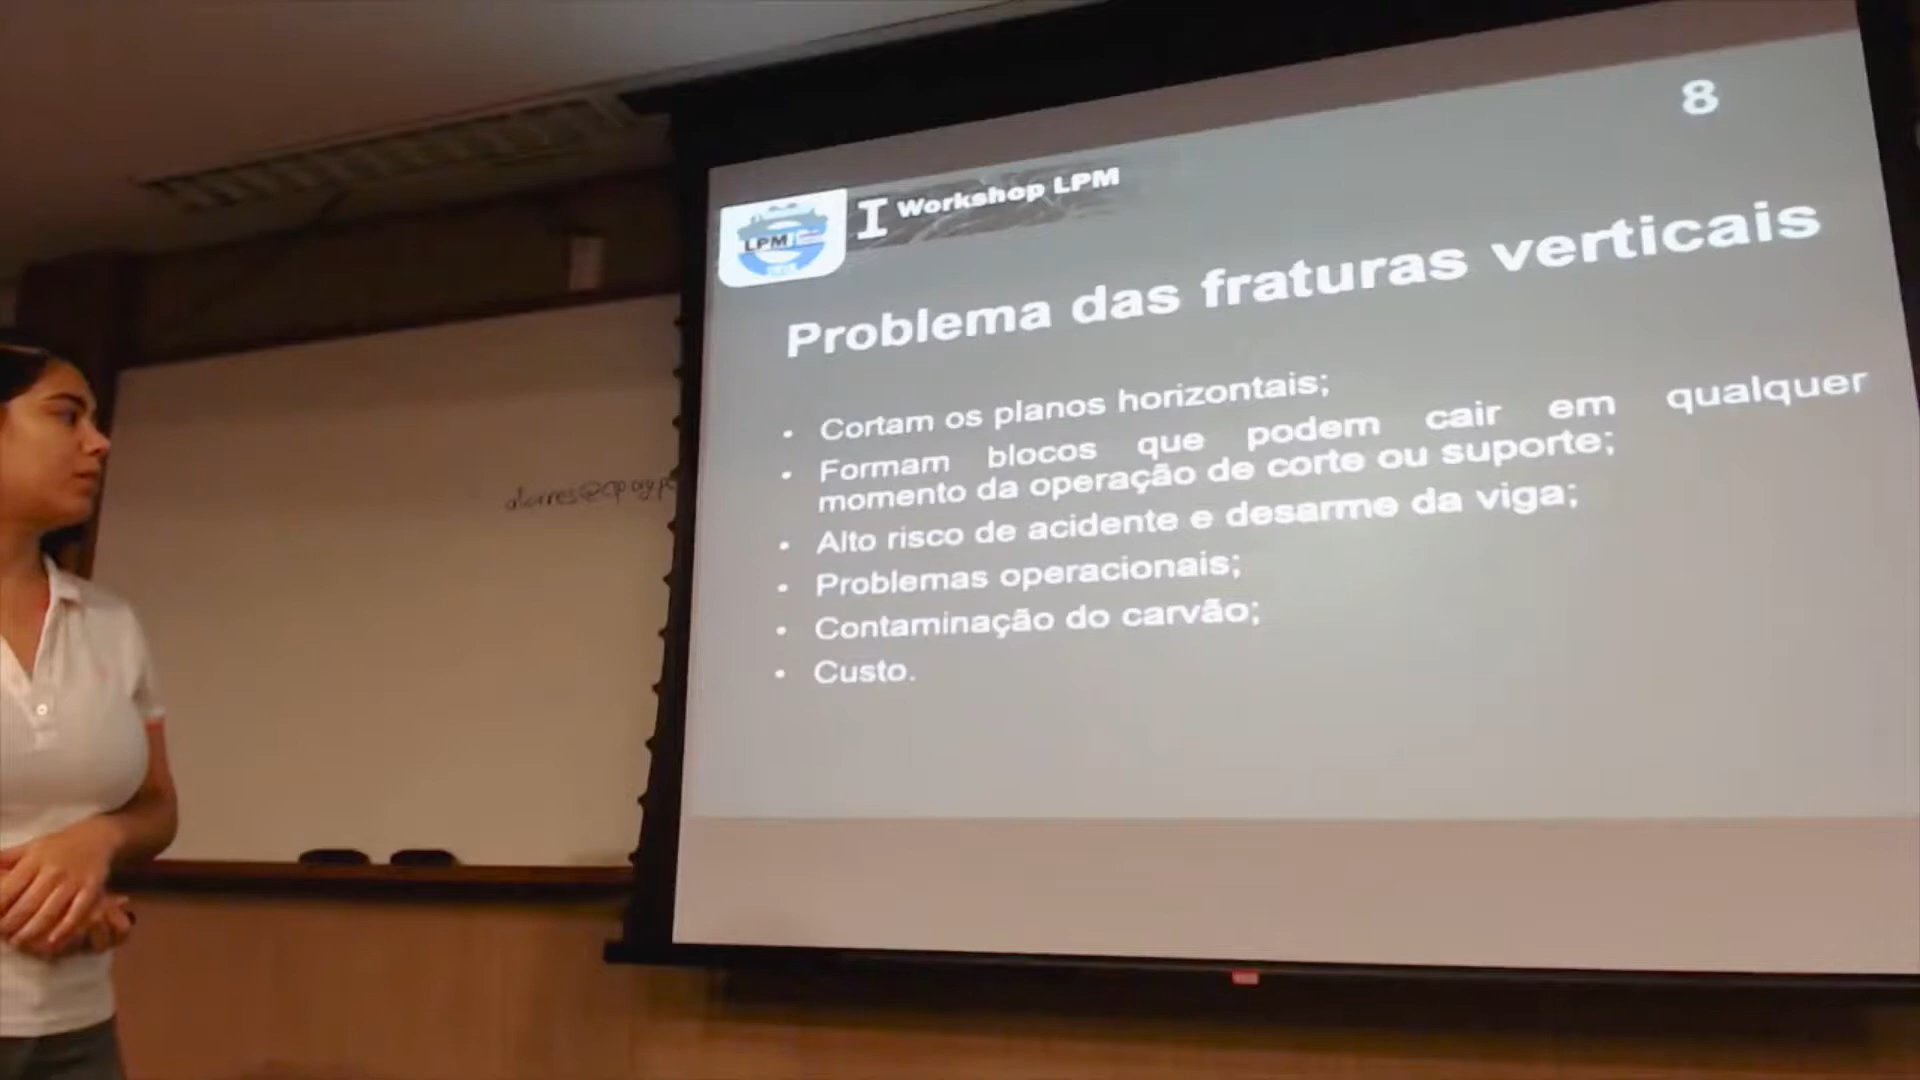 8
LPM
I Workshop LPM
Problema das fraturas verticais
• Cortam os planos horizontais;
• Formam blocos que podem cair em qualquer
momento da operação de corte ou suporte;
• Alto risco de acidente e desarme da viga;
• Problemas operacionais;
• Contaminação do carvão;
• Custo.